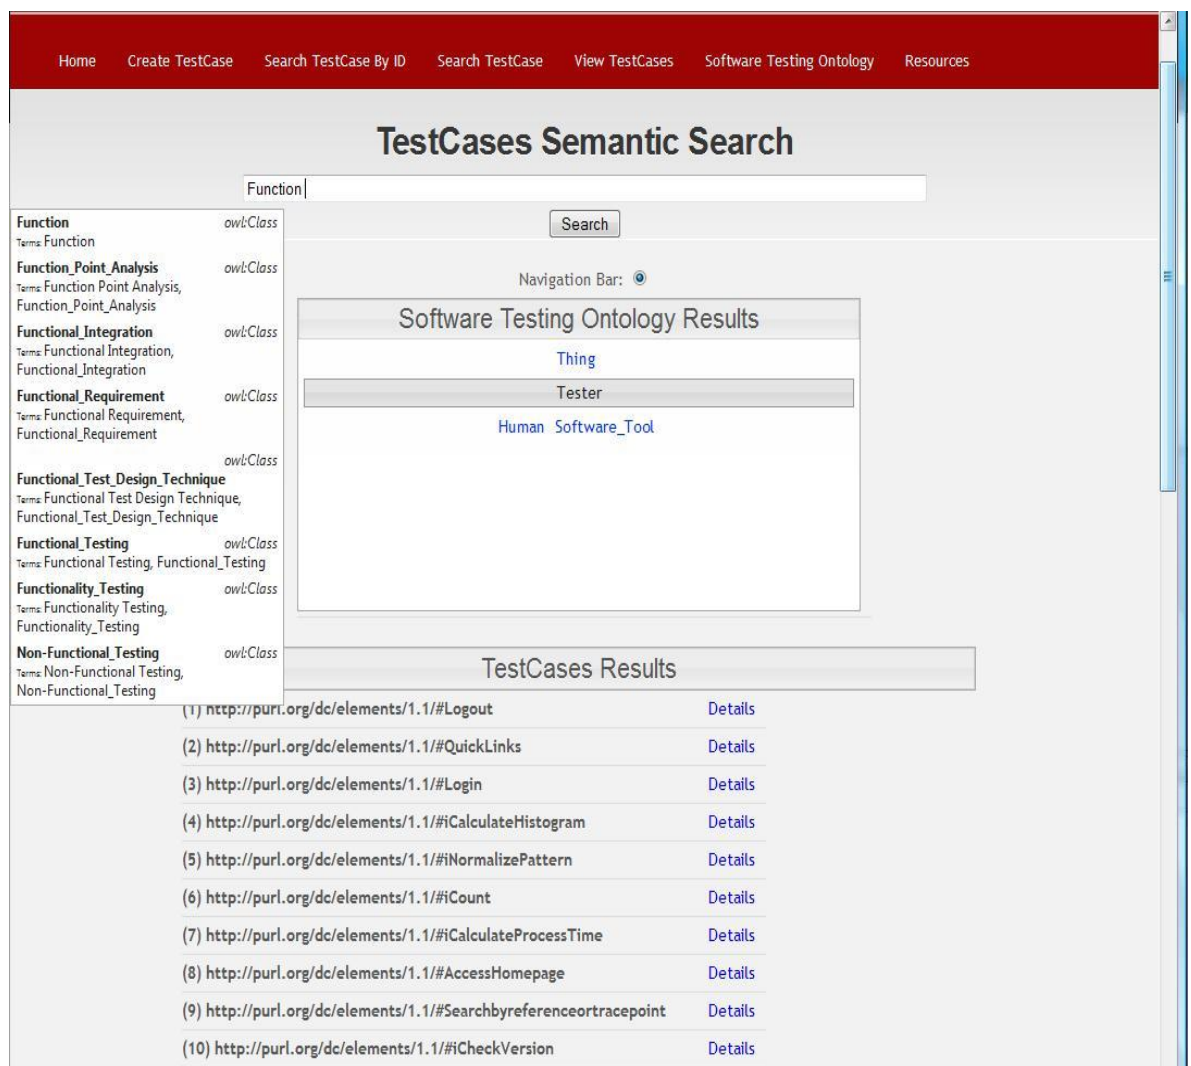 Home Create TestCase Search TestCase By ID Search TestCase View TestCases Software Testing Ontology Resources
TestCases Semantic Search
Function
Search
Function owl:Class
Terms: Function
Function_Point_Analysis owl:Class
Terms: Function Point Analysis,
Function_Point_Analysis
Functional_Integration owl:Class
Terms: Functional Integration,
Functional_Integration
Functional_Requirement owl:Class
Terms: Functional Requirement,
Functional_Requirement
owl:Class
Functional_Test_Design_Technique
Terms: Functional Test Design Technique,
Functional_Test_Design_Technique
Functional_Testing owl:Class
Terms: Functional Testing, Functional_Testing
Functionality_Testing owl:Class
Terms: Functionality Testing,
Functionality_Testing
Non-Functional_Testing owl:Class
Terms: Non-Functional Testing,
Non-Functional_Testing
Navigation Bar:
Software Testing Ontology Results
Thing
Tester
Human Software_Tool
TestCases Results
(1) http://purl.org/dc/elements/1.1/#Logout Details
(2) http://purl.org/dc/elements/1.1/#QuickLinks Details
(3) http://purl.org/dc/elements/1.1/#Login Details
(4) http://purl.org/dc/elements/1.1/#iCalculateHistogram Details
(5) http://purl.org/dc/elements/1.1/#iNormalizePattern Details
(6) http://purl.org/dc/elements/1.1/#iCount Details
(7) http://purl.org/dc/elements/1.1/#iCalculateProcessTime Details
(8) http://purl.org/dc/elements/1.1/#AccessHomepage Details
(9) http://purl.org/dc/elements/1.1/#Searchbyreferenceortracepoint Details
(10) http://purl.org/dc/elements/1.1/#iCheckVersion Details